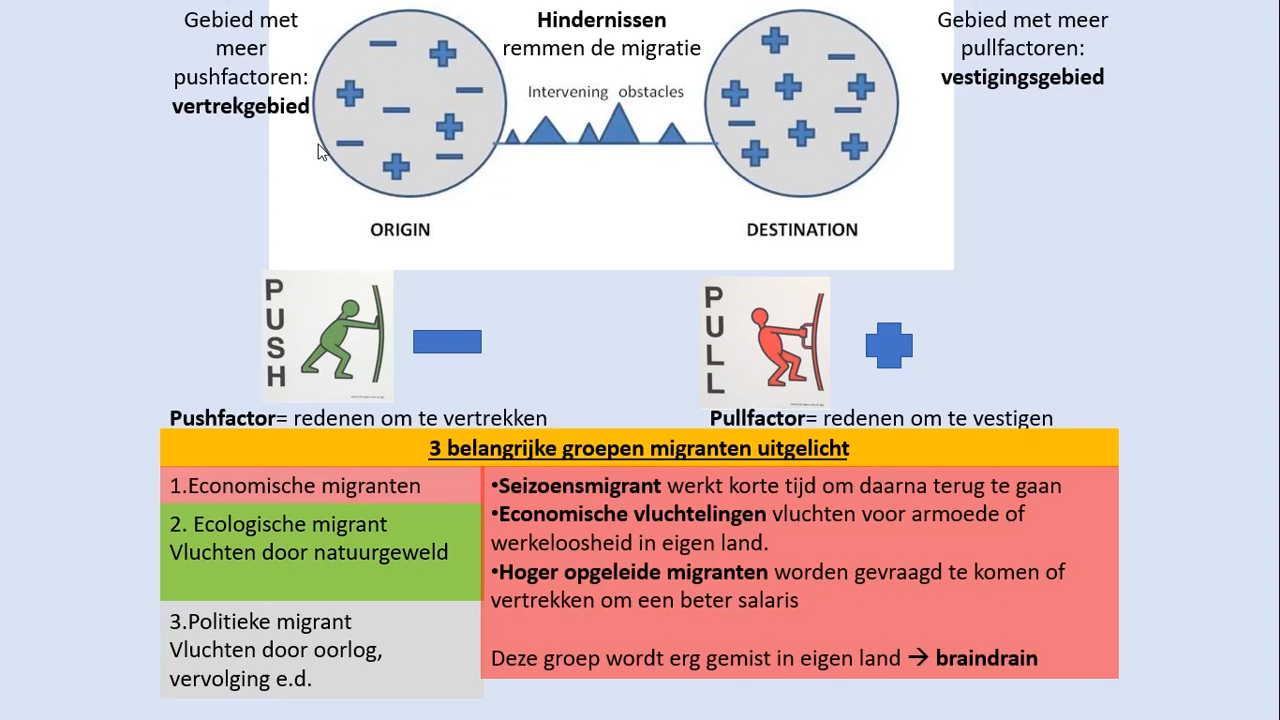 Gebied met
meer
pushfactoren:
vertrekgebied
Hindernissen
remmen de migratie
Intervening obstacles
Gebied met meer
pullfactoren:
vestigingsgebied
ORIGIN
DESTINATION
PUSH
PULL
Pushfactor= redenen om te vertrekken
Pullfactor= redenen om te vestigen
3 belangrijke groepen migranten uitgelicht
1.Economische migranten
2. Ecologische migrant
Vluchten door natuurgeweld
3.Politieke migrant
Vluchten door oorlog,
vervolging e.d.
•Seizoensmigrant werkt korte tijd om daarna terug te gaan
•Economische vluchtelingen vluchten voor armoede of
werkeloosheid in eigen land.
•Hoger opgeleide migranten worden gevraagd te komen of
vertrekken om een beter salaris
Deze groep wordt erg gemist in eigen land → braindrain